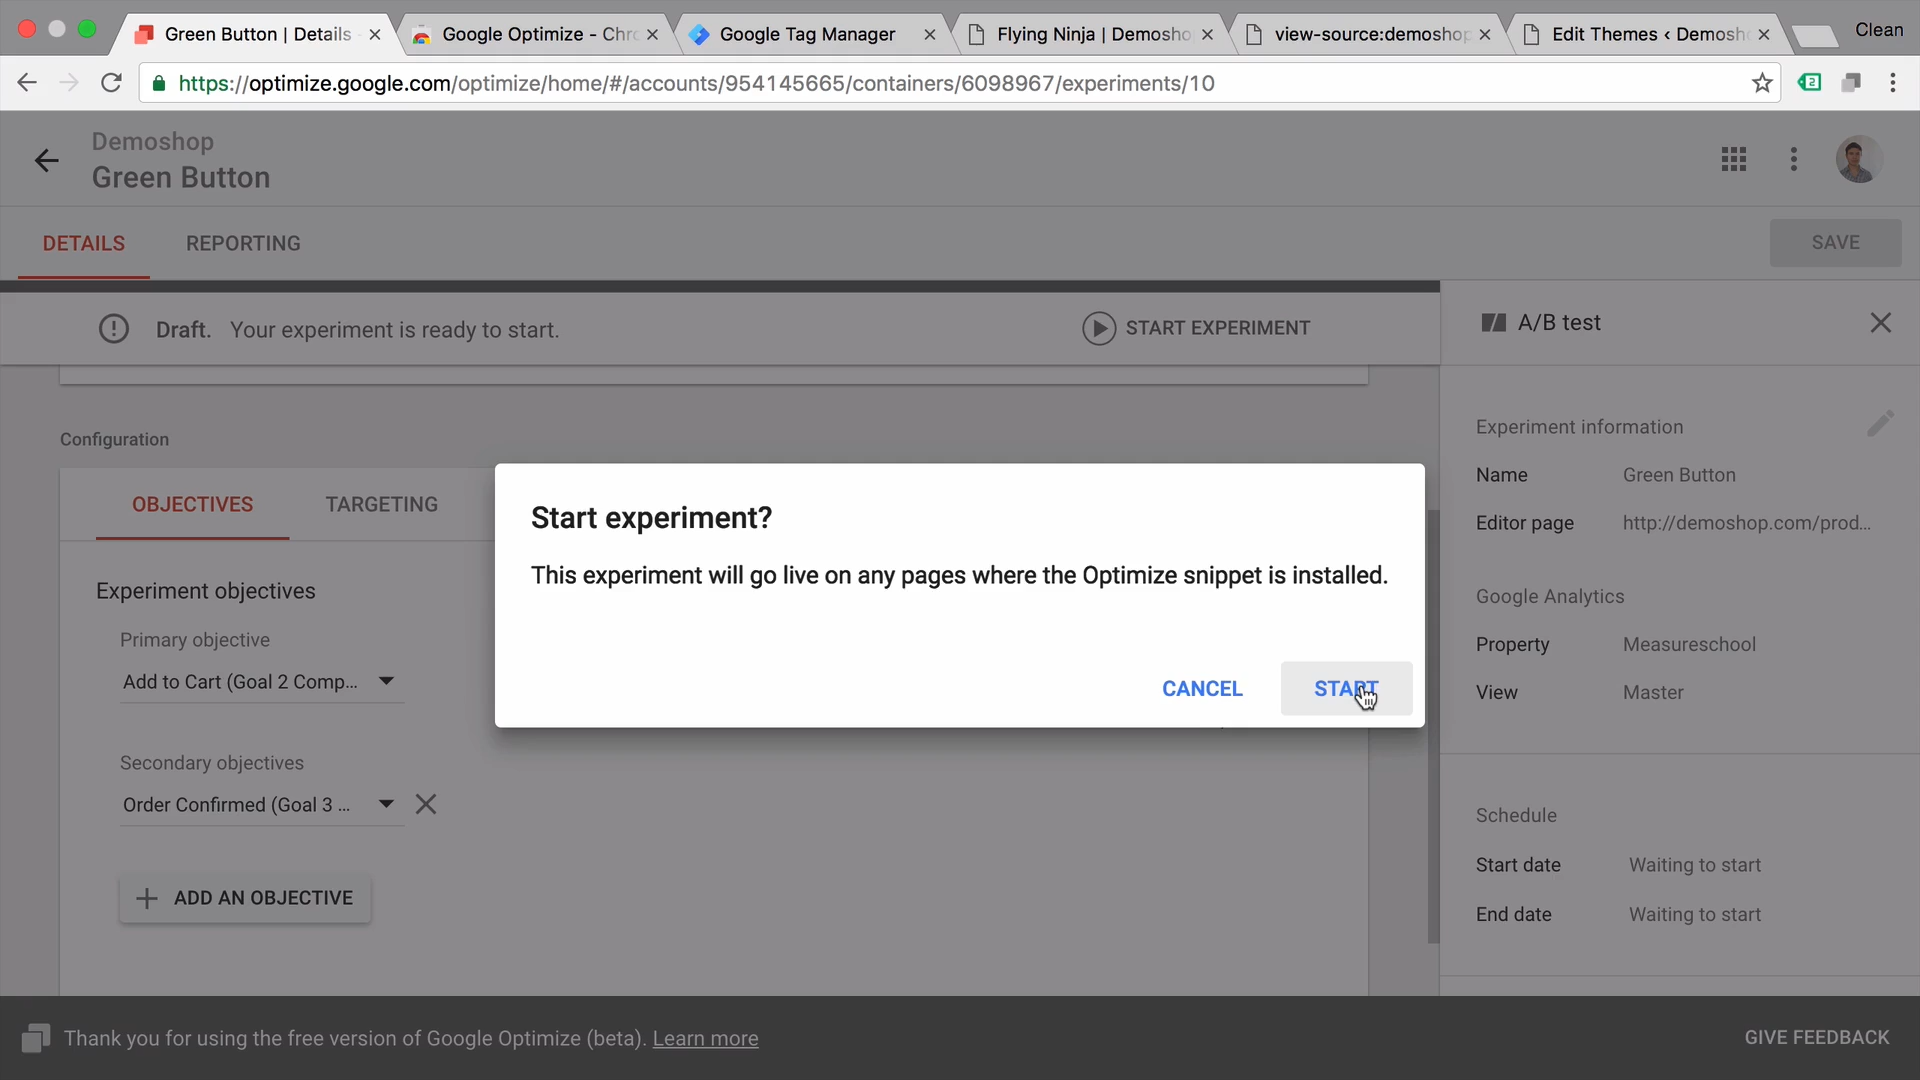 Green Button | Details
Google Optimize - Chro
Google Tag Manager
Flying Ninja | Demosho
view-source:demoshop
Edit Themes ‹ Demosh
Clean
https://optimize.google.com/optimize/home/#/accounts/954145665/containers/6098967/experiments/10
2
Demoshop
Green Button
DETAILS
REPORTING
SAVE
Draft. Your experiment is ready to start.
START EXPERIMENT
A/B test
Configuration
OBJECTIVES
TARGETING
Experiment objectives
Primary objective
Add to Cart (Goal 2 Comp...
Secondary objectives
Order Confirmed (Goal 3 ...
ADD AN OBJECTIVE
Start experiment?
This experiment will go live on any pages where the Optimize snippet is installed.
CANCEL
START
Experiment information
Name Green Button
Editor page http://demoshop.com/prod...
Google Analytics
Property Measureschool
View Master
Schedule
Start date Waiting to start
End date Waiting to start
Thank you for using the free version of Google Optimize (beta). Learn more
GIVE FEEDBACK